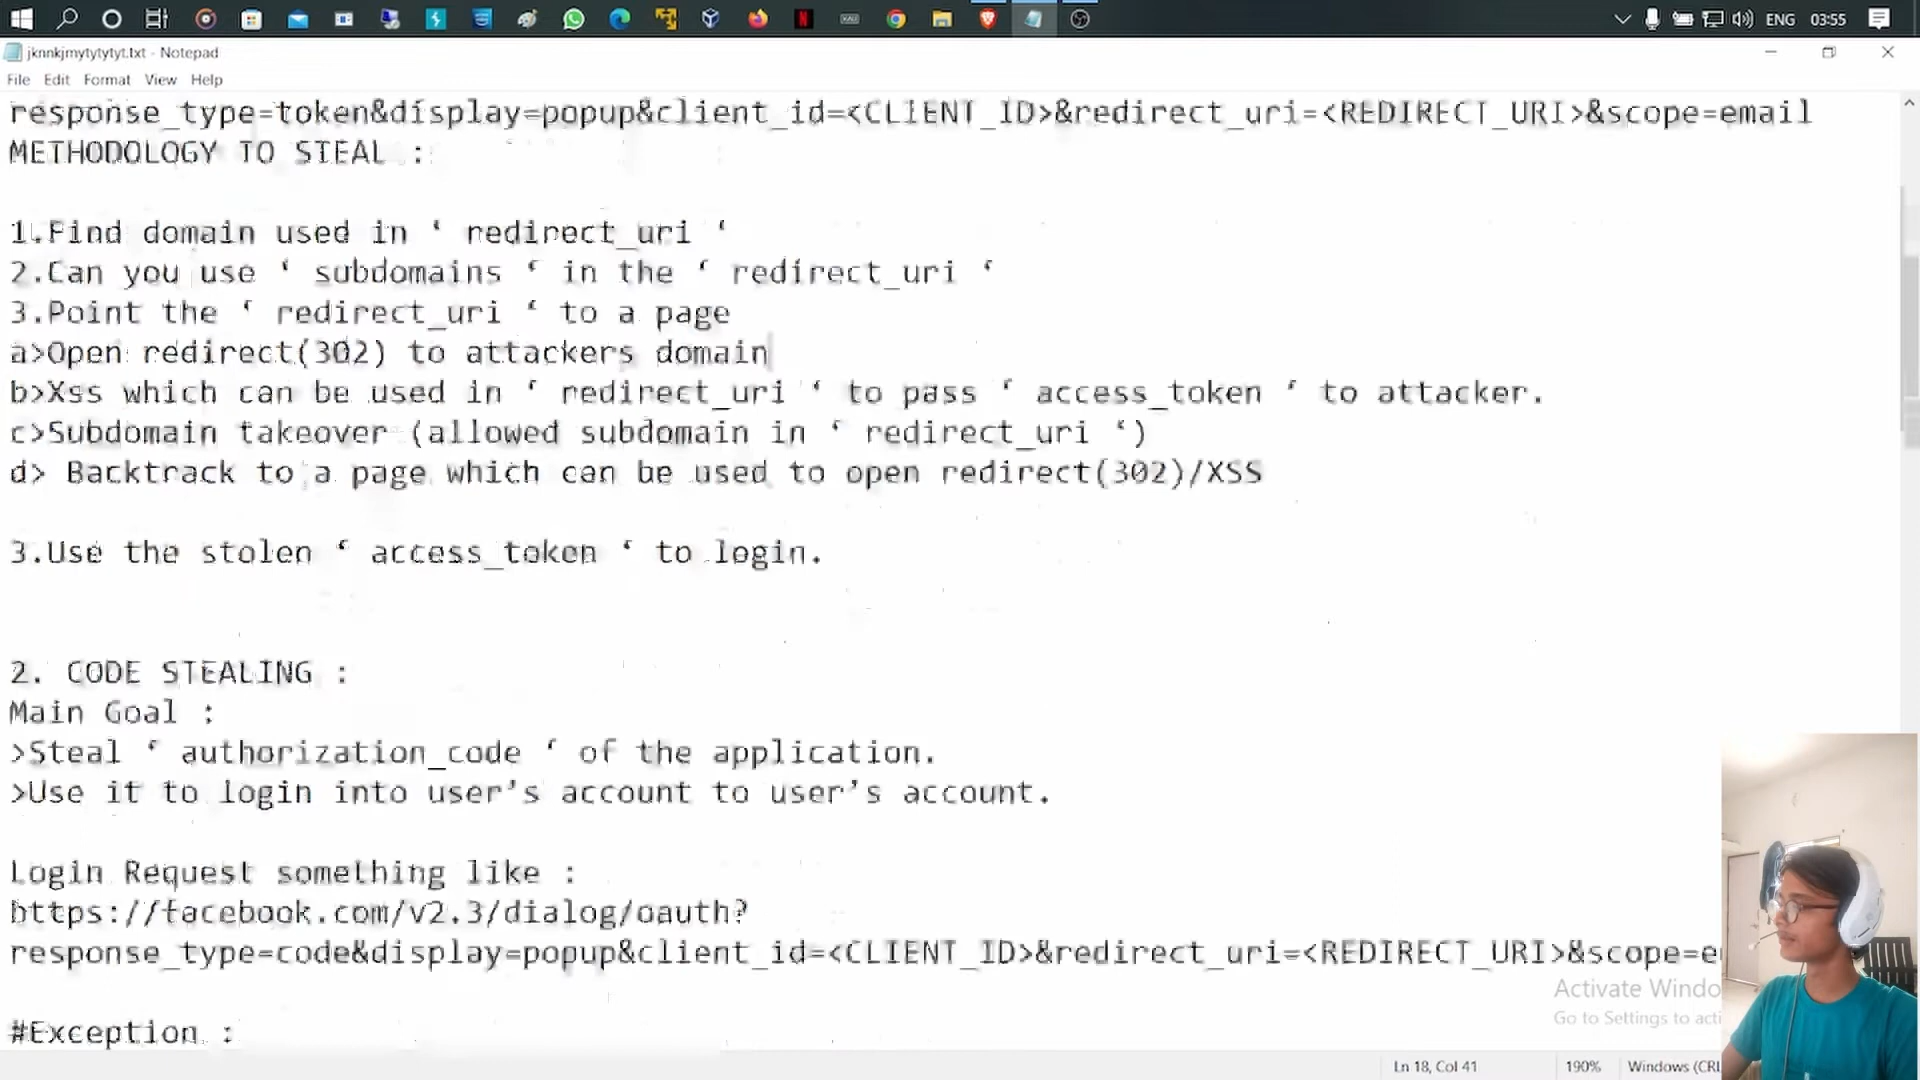 ENG 03:55
jknnkjmytytytyt.txt - Notepad
File Edit Format View Help
response_type=token&display=popup&client_id=<CLIENT_ID>&redirect_uri=<REDIRECT_URI>&scope=email
METHODOLOGY TO STEAL :
1.Find domain used in ‘ redirect_uri ‘
2.Can you use ‘ subdomains ‘ in the ‘ redirect_uri ‘
3.Point the ‘ redirect_uri ‘ to a page
a>Open redirect(302) to attackers domain
b>Xss which can be used in ‘ redirect_uri ‘ to pass ‘ access_token ‘ to attacker.
c>Subdomain takeover (allowed subdomain in ‘ redirect_uri ‘)
d> Backtrack to a page which can be used to open redirect(302)/XSS
3.Use the stolen ‘ access_token ‘ to login.
2. CODE STEALING :
Main Goal :
>Steal ‘ authorization_code ‘ of the application.
>Use it to login into user’s account to user’s account.
Login Request something like :
https://facebook.com/v2.3/dialog/oauth?
response_type=code&display=popup&client_id=<CLIENT_ID>&redirect_uri=<REDIRECT_URI>&scope=e
Activate Windo
Go to Settings to acti
#Exception :
Ln 18, Col 41 190% Windows (CRL